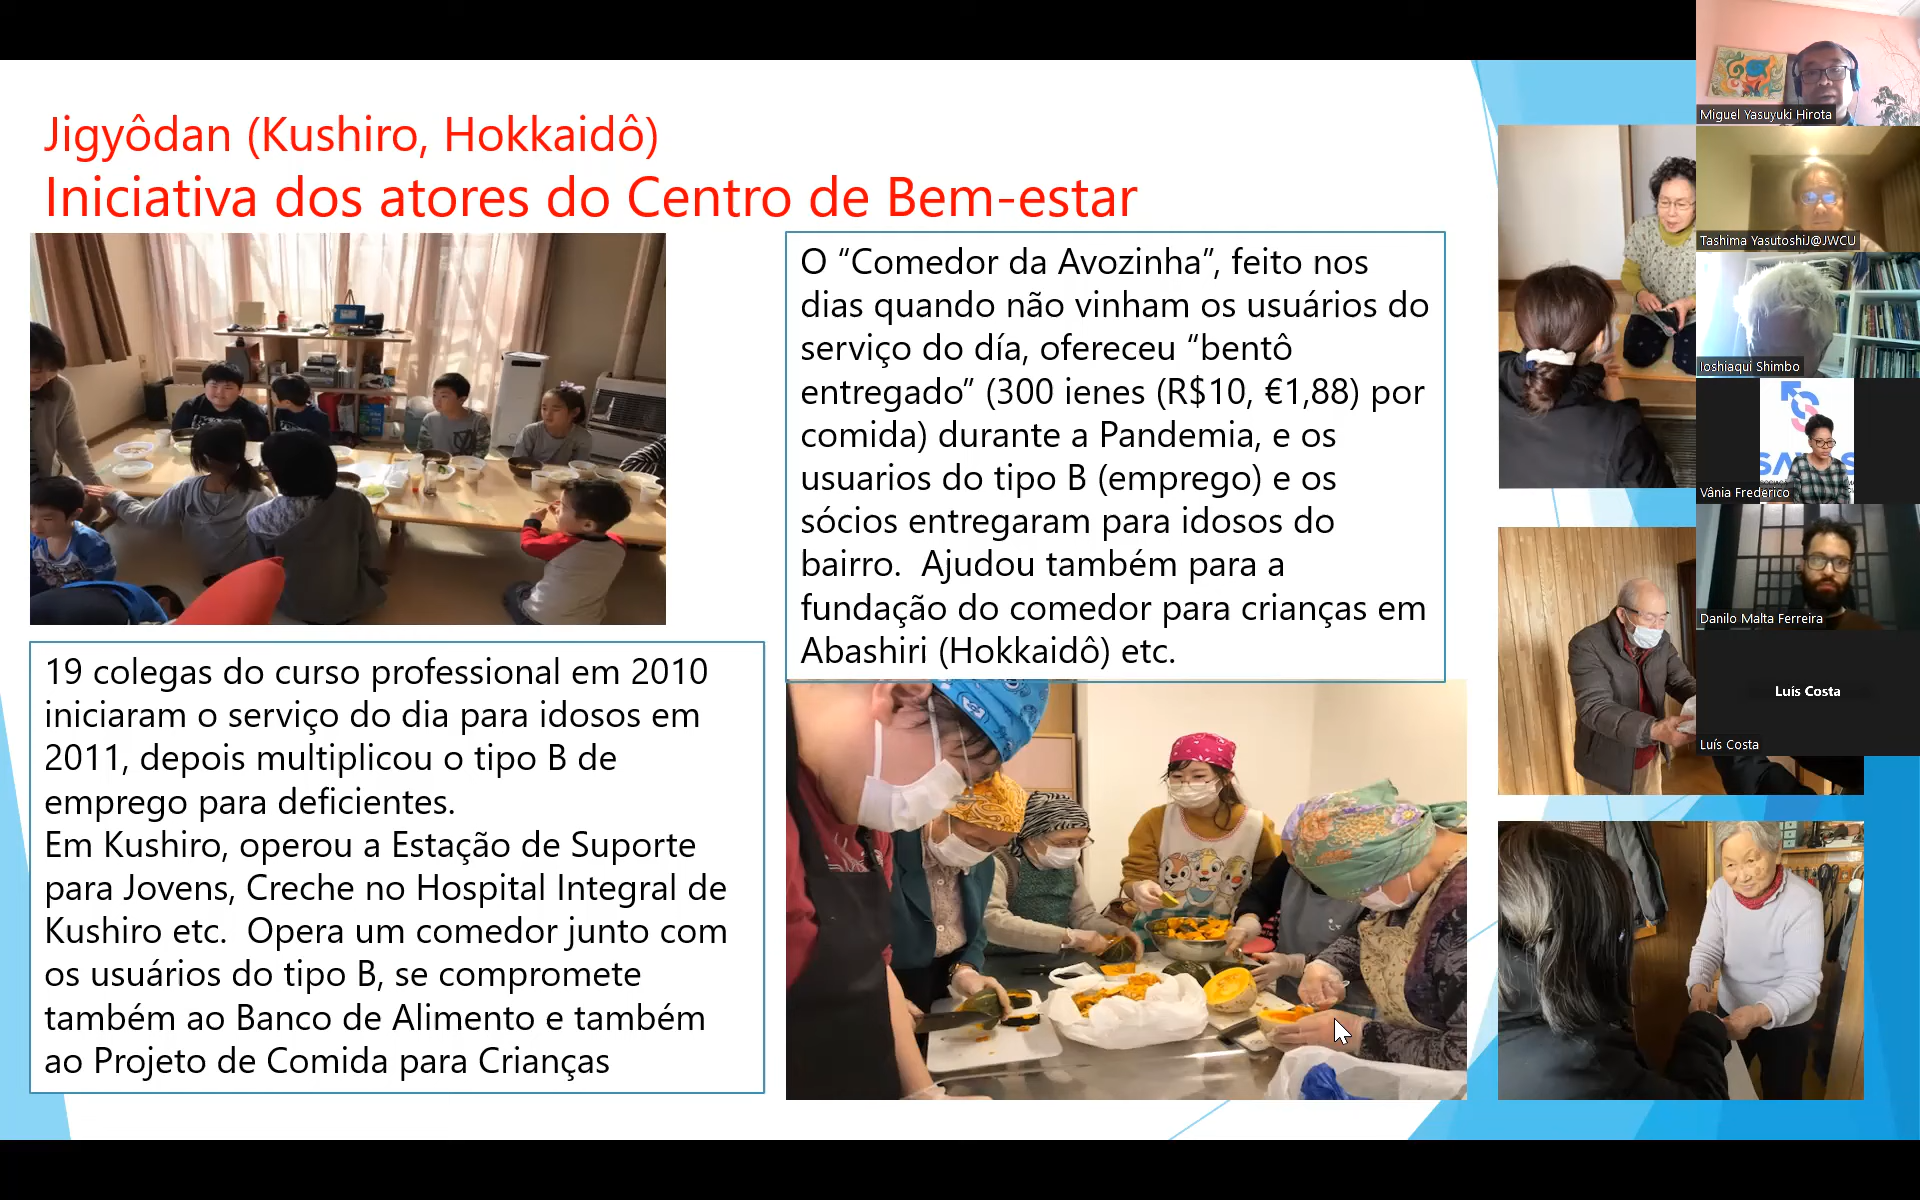 Jigyôdan (Kushiro, Hokkaidô)
Iniciativa dos atores do Centro de Bem-estar
O “Comedor da Avozinha”, feito nos
dias quando não vinham os usuários do
serviço do día, ofereceu “bentô
entregado” (300 ienes (R$10, €1,88) por
comida) durante a Pandemia, e os
usuarios do tipo B (emprego) e os
sócios entregaram para idosos do
bairro.  Ajudou também para a
fundação do comedor para crianças em
Abashiri (Hokkaidô) etc.
19 colegas do curso professional em 2010
iniciaram o serviço do dia para idosos em
2011, depois multiplicou o tipo B de
emprego para deficientes.
Em Kushiro, operou a Estação de Suporte
para Jovens, Creche no Hospital Integral de
Kushiro etc.  Opera um comedor junto com
os usuários do tipo B, se compromete
também ao Banco de Alimento e também
ao Projeto de Comida para Crianças
Miguel Yasuyuki Hirota
Tashima YasutoshiJ@JWCU
Ioshiaqui Shimbo
Vânia Frederico
Danilo Malta Ferreira
Luís Costa
Luís Costa